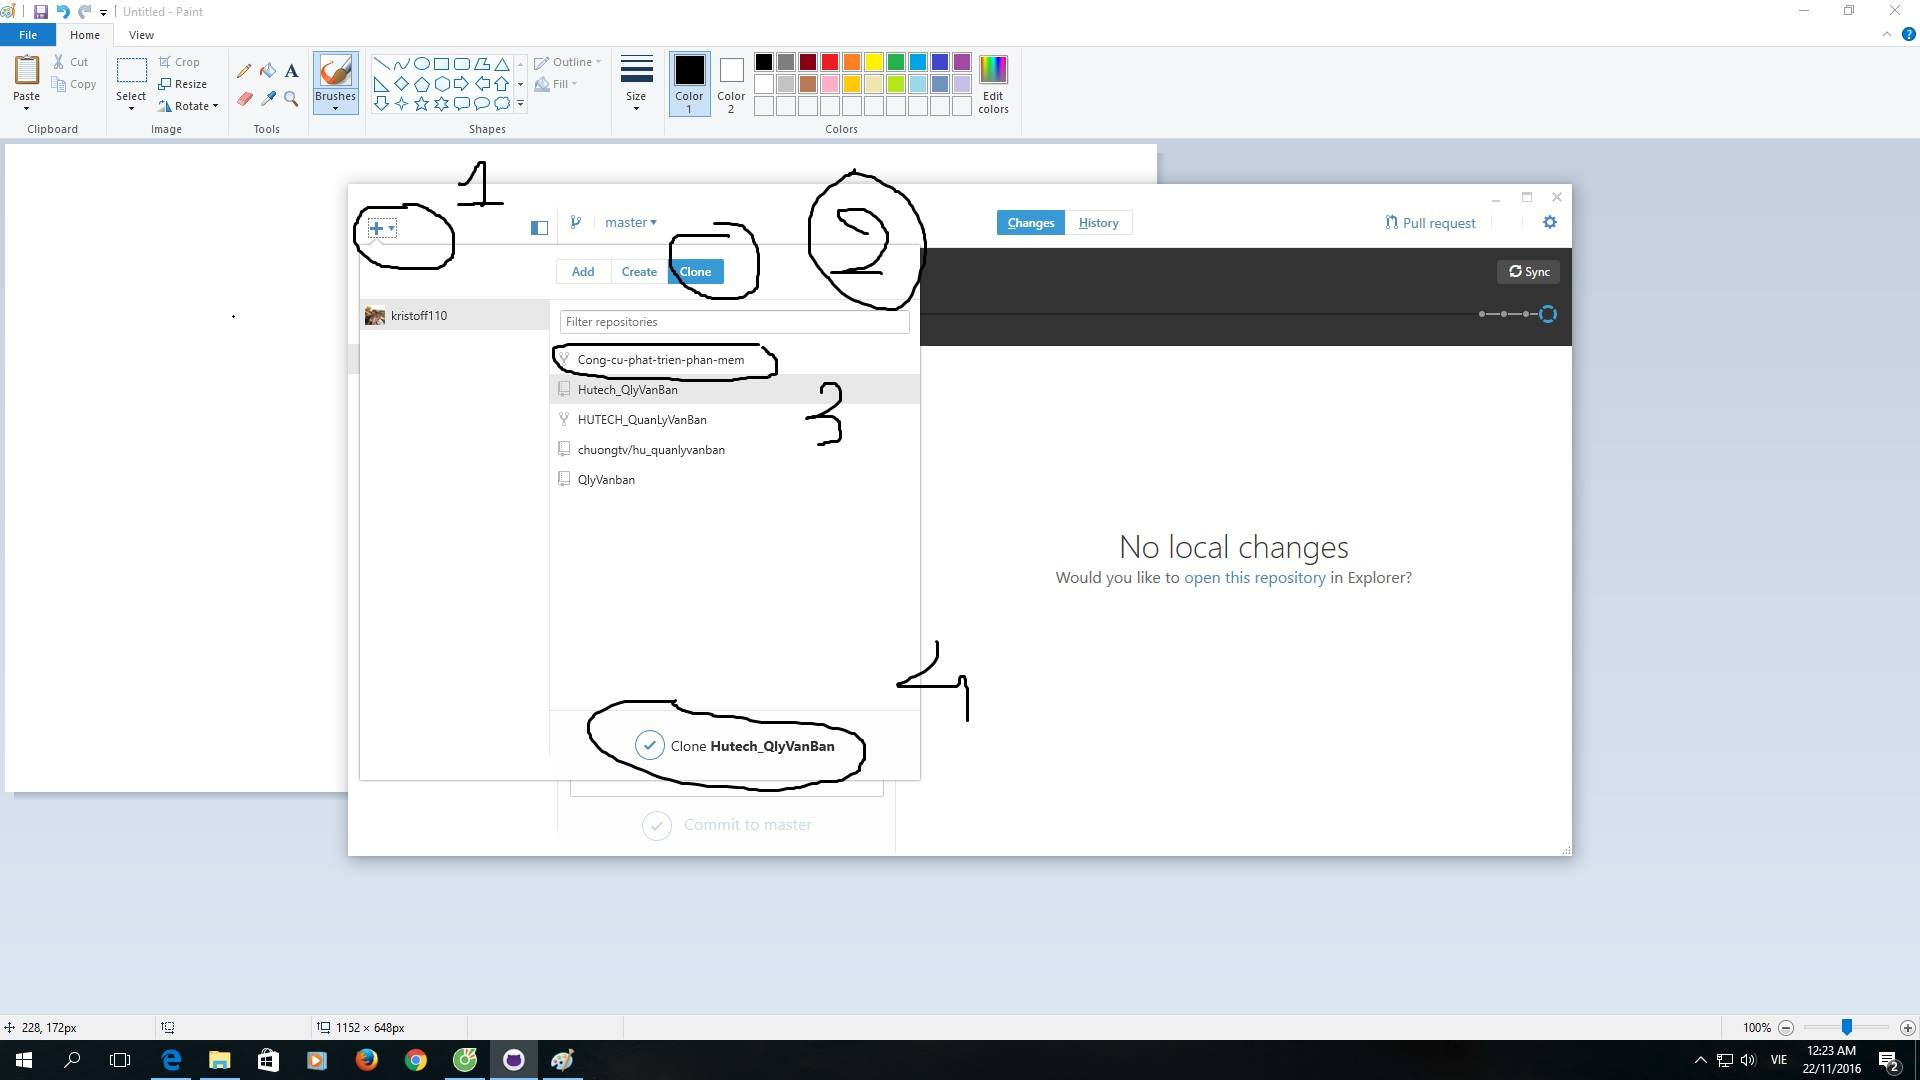 Untitled - Paint
File Home View
Paste Cut Copy Clipboard
Select Crop Resize Rotate Image
A Tools
Brushes
Shapes Outline Fill
Size
Color 1 Color 2 Edit colors Colors
1
2
master
Changes History
Pull request
Add Create Clone
Sync
kristoff110
Filter repositories
Cong-cu-phat-trien-phan-mem
Hutech_QlyVanBan
3
HUTECH_QuanLyVanBan
chuongtv/hu_quanlyvanban
QlyVanban
No local changes
Would you like to open this repository in Explorer?
4
Clone Hutech_QlyVanBan
Commit to master
228, 172px
1152 × 648px
100%
VIE
12:23 AM
22/11/2016
2